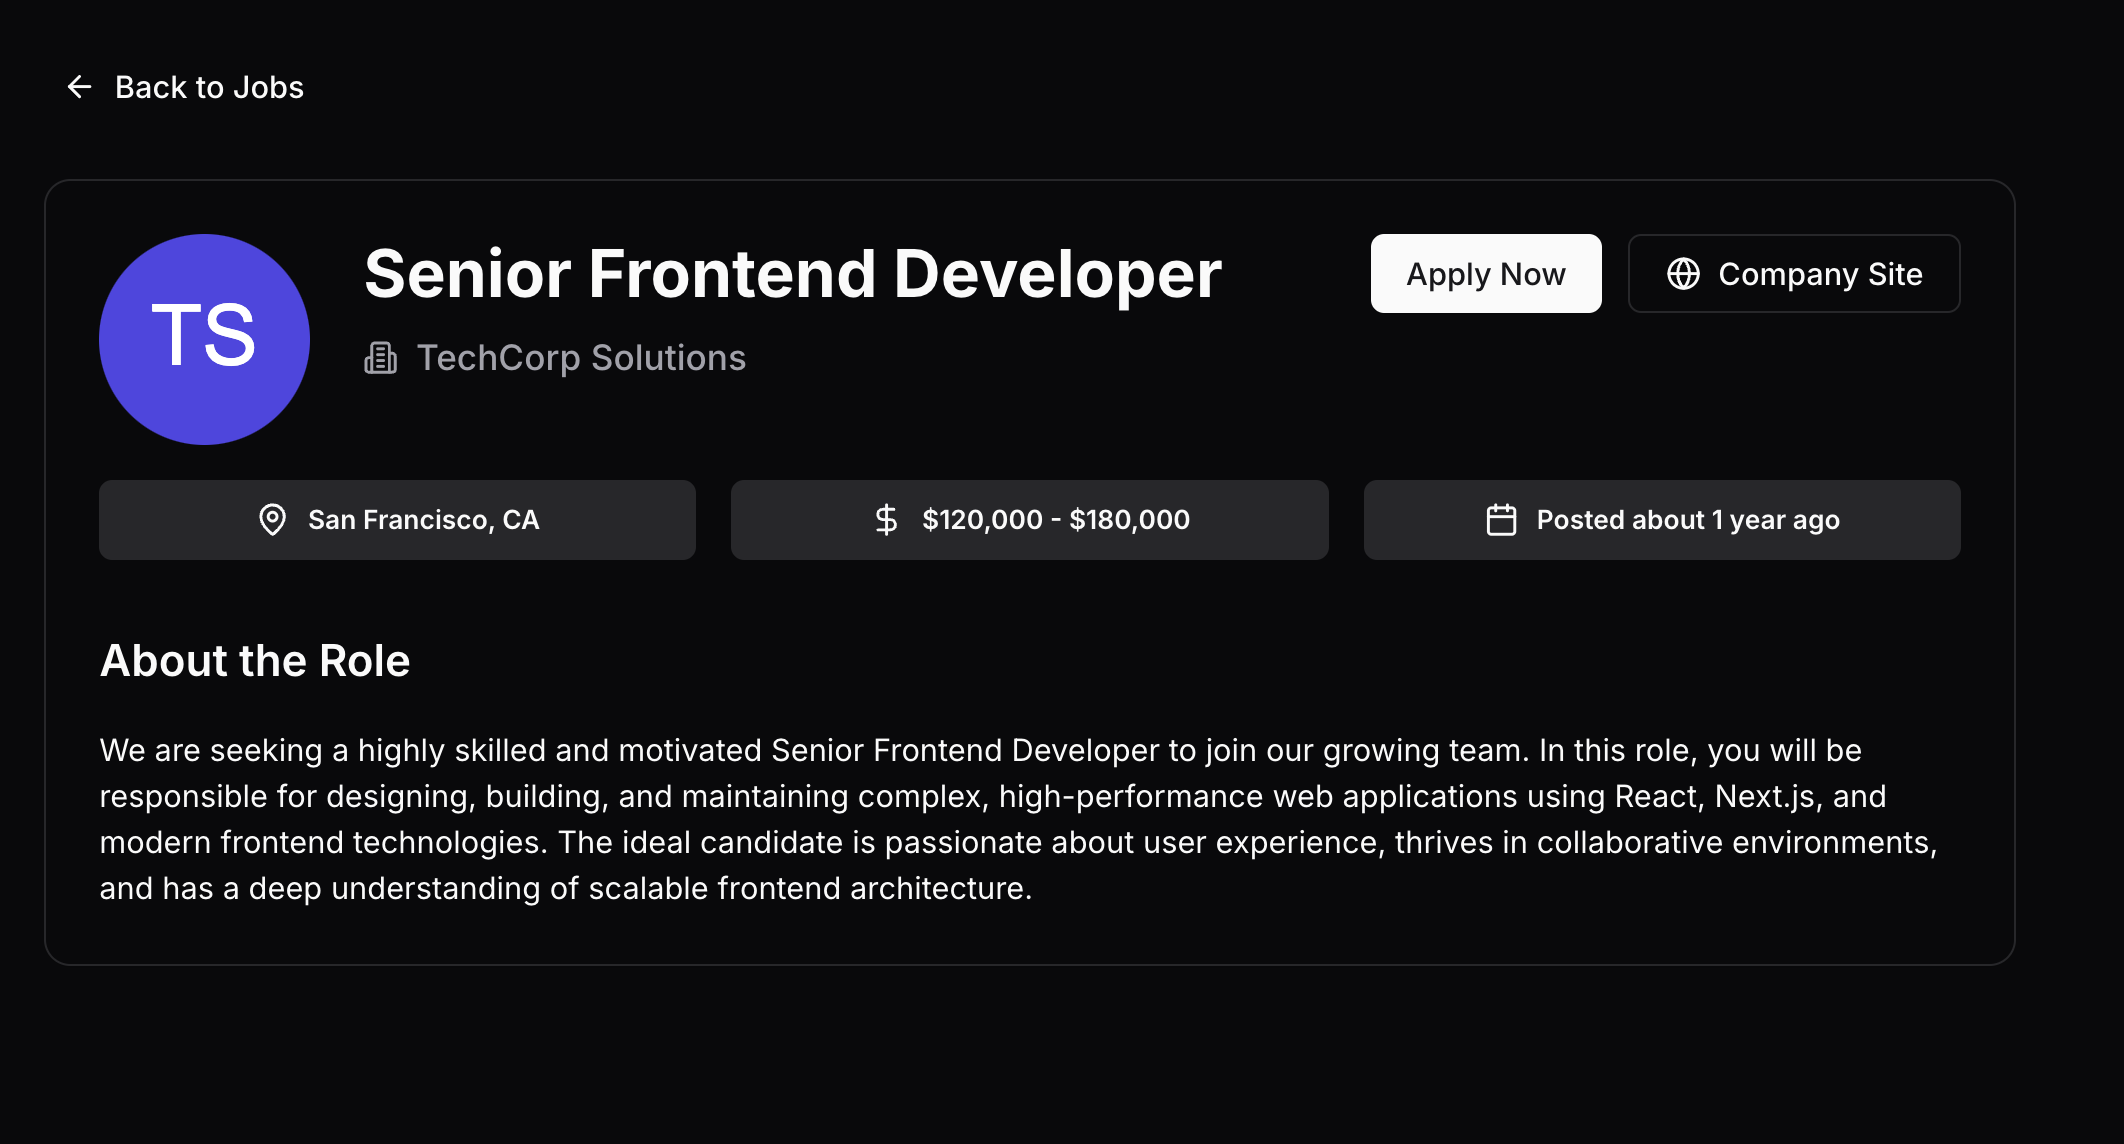 Back to Jobs
TS
Senior Frontend Developer
TechCorp Solutions
Apply Now
Company Site
San Francisco, CA
$120,000 - $180,000
Posted about 1 year ago
About the Role
We are seeking a highly skilled and motivated Senior Frontend Developer to join our growing team. In this role, you will be
responsible for designing, building, and maintaining complex, high-performance web applications using React, Next.js, and
modern frontend technologies. The ideal candidate is passionate about user experience, thrives in collaborative environments,
and has a deep understanding of scalable frontend architecture.